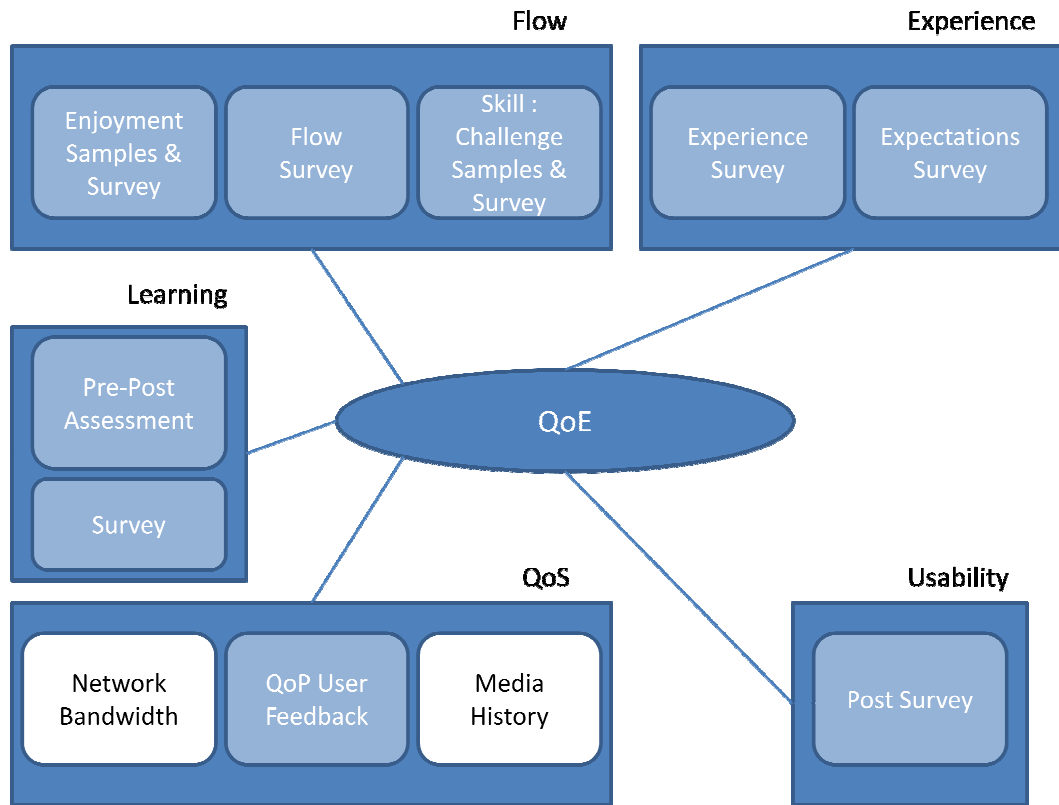 Flow
Enjoyment
Samples &
Survey
Flow
Survey
Skill :
Challenge
Samples &
Survey
Experience
Experience
Survey
Expectations
Survey
Learning
Pre-Post
Assessment
Survey
QoE
QoS
Network
Bandwidth
QoP User
Feedback
Media
History
Usability
Post Survey